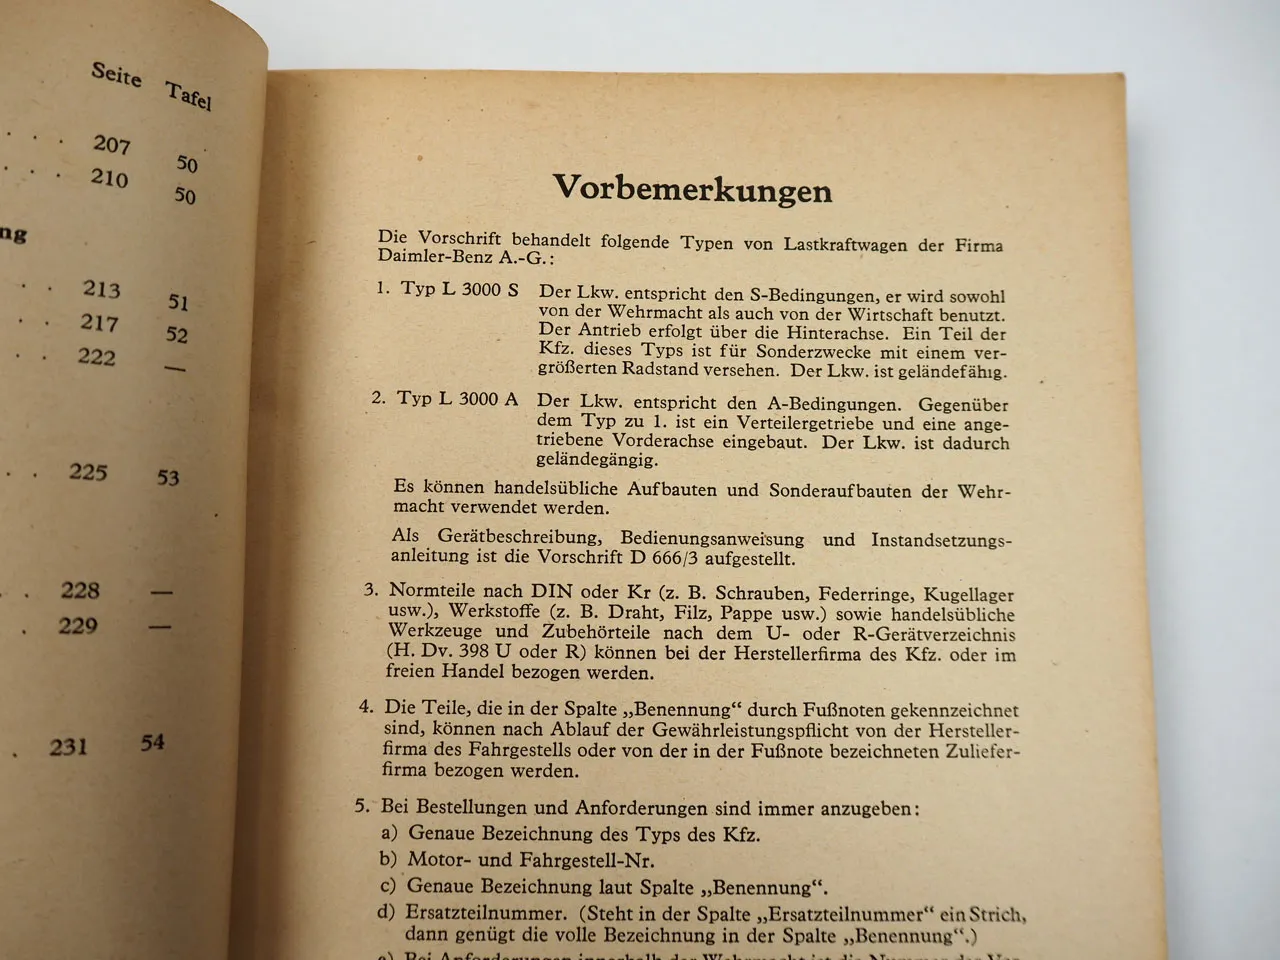 Seite Tafel
207 50
210 50
ng
213 51
217 52
222 —
225 53
228 —
229 —
231 54
Vorbemerkungen
Die Vorschrift behandelt folgende Typen von Lastkraftwagen der Firma
Daimler-Benz A.-G.:
1. Typ L 3000 S Der Lkw. entspricht den S-Bedingungen, er wird sowohl
von der Wehrmacht als auch von der Wirtschaft benutzt.
Der Antrieb erfolgt über die Hinterachse. Ein Teil der
Kfz. dieses Typs ist für Sonderzwecke mit einem ver-
größerten Radstand versehen. Der Lkw. ist geländefähig.
2. Typ L 3000 A Der Lkw. entspricht den A-Bedingungen. Gegenüber
dem Typ zu 1. ist ein Verteilergetriebe und eine ange-
triebene Vorderachse eingebaut. Der Lkw. ist dadurch
geländegängig.
Es können handelsübliche Aufbauten und Sonderaufbauten der Wehr-
macht verwendet werden.
Als Gerätbeschreibung, Bedienungsanweisung und Instandsetzungs-
anleitung ist die Vorschrift D 666/3 aufgestellt.
3. Normteile nach DIN oder Kr (z. B. Schrauben, Federringe, Kugellager
usw.), Werkstoffe (z. B. Draht, Filz, Pappe usw.) sowie handelsübliche
Werkzeuge und Zubehörteile nach dem U- oder R-Gerätverzeichnis
(H. Dv. 398 U oder R) können bei der Herstellerfirma des Kfz. oder im
freien Handel bezogen werden.
4. Die Teile, die in der Spalte „Benennung“ durch Fußnoten gekennzeichnet
sind, können nach Ablauf der Gewährleistungspflicht von der Hersteller-
firma des Fahrgestells oder von der in der Fußnote bezeichneten Zuliefer-
firma bezogen werden.
5. Bei Bestellungen und Anforderungen sind immer anzugeben:
a) Genaue Bezeichnung des Typs des Kfz.
b) Motor- und Fahrgestell-Nr.
c) Genaue Bezeichnung laut Spalte „Benennung“.
d) Ersatzteilnummer. (Steht in der Spalte „Ersatzteilnummer“ ein Strich,
dann genügt die volle Bezeichnung in der Spalte „Benennung“.)
e) Bei Anforderungen innerhalb der Wehrmacht ist die Nummer der Vor-